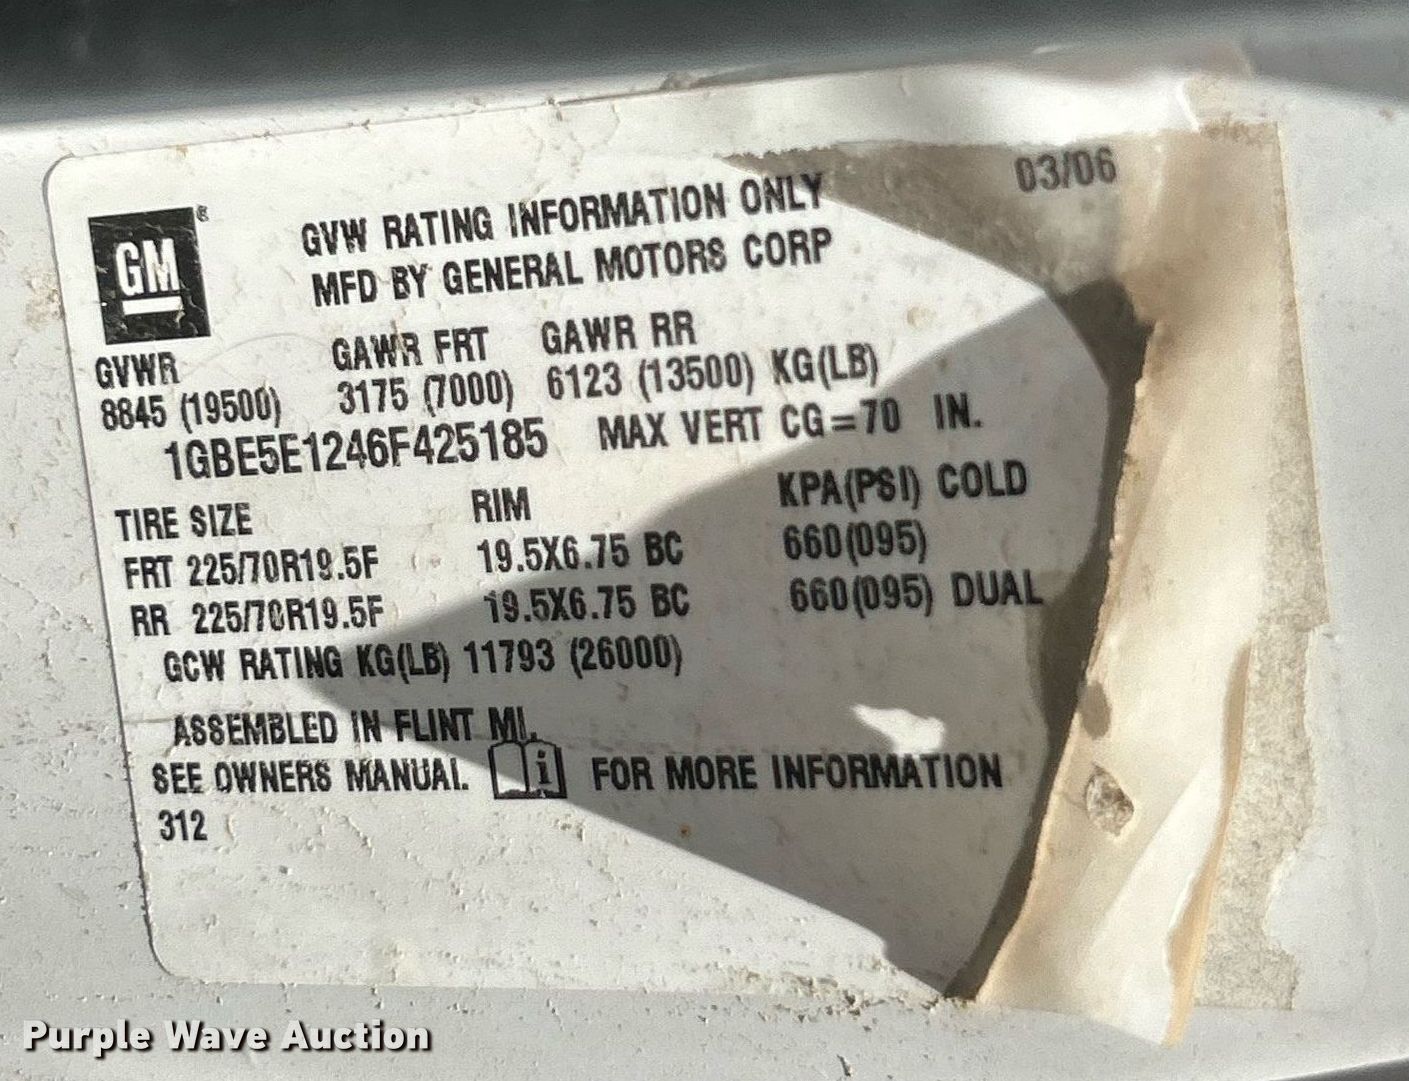 03/06
GM®
GVW RATING INFORMATION ONLY
MFD BY GENERAL MOTORS CORP
GVWR GAWR FRT GAWR RR
8845 (19500) 3175 (7000) 6123 (13500) KG(LB)
1GBE5E1246F425185 MAX VERT CG=70 IN.
TIRE SIZE RIM KPA(PSI) COLD
FRT 225/70R19.5F 19.5X6.75 BC 660(095)
RR 225/70R19.5F 19.5X6.75 BC 660(095) DUAL
GCW RATING KG(LB) 11793 (26000)
ASSEMBLED IN FLINT MI.
SEE OWNERS MANUAL i FOR MORE INFORMATION
312
Purple Wave Auction